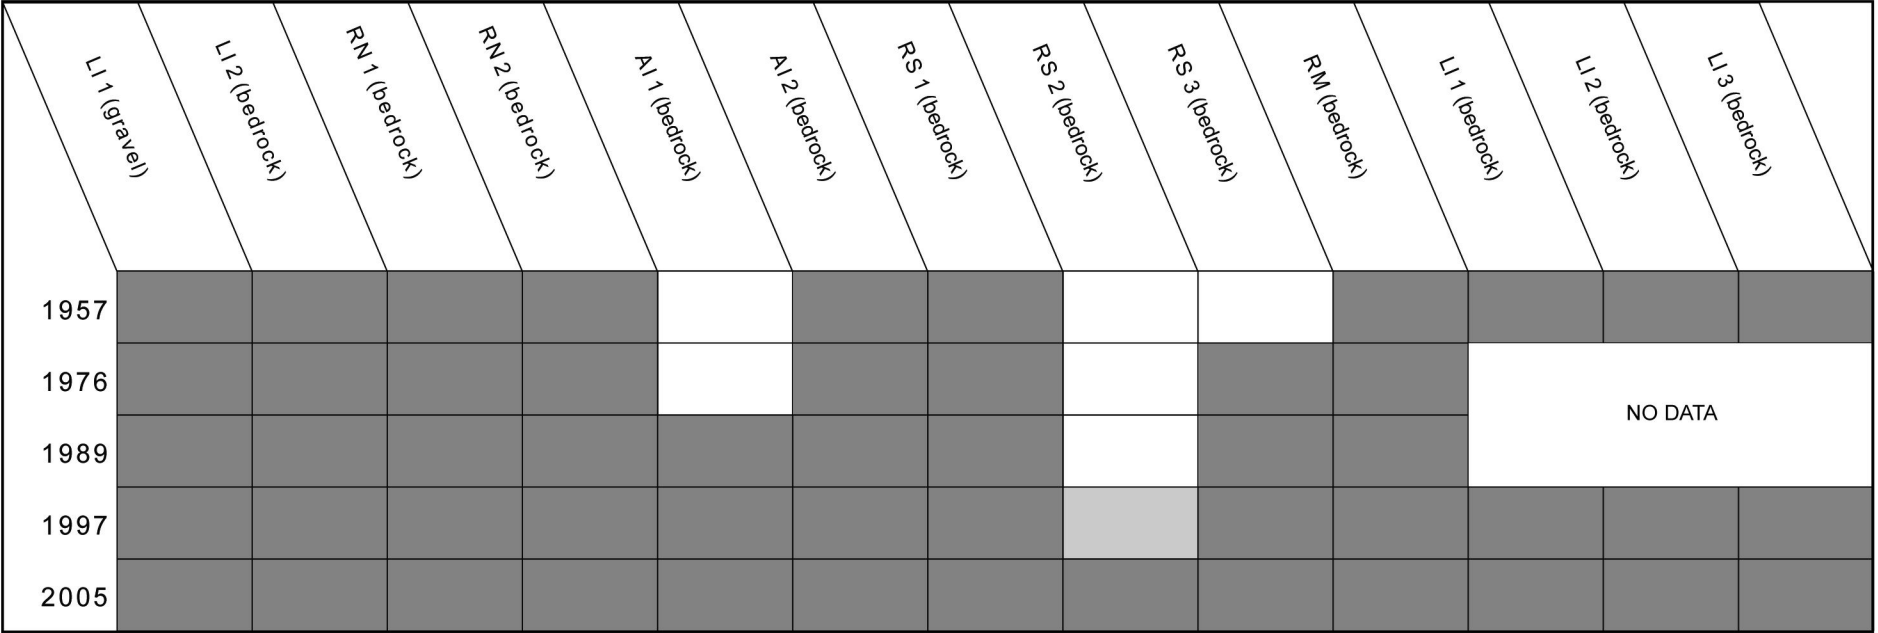 LI 1 (gravel)
LI 2 (bedrock)
RN 1 (bedrock)
RN 2 (bedrock)
AI 1 (bedrock)
AI 2 (bedrock)
RS 1 (bedrock)
RS 2 (bedrock)
RS 3 (bedrock)
RM (bedrock)
LI 1 (bedrock)
LI 2 (bedrock)
LI 3 (bedrock)
1957
1976
NO DATA
1989
1997
2005